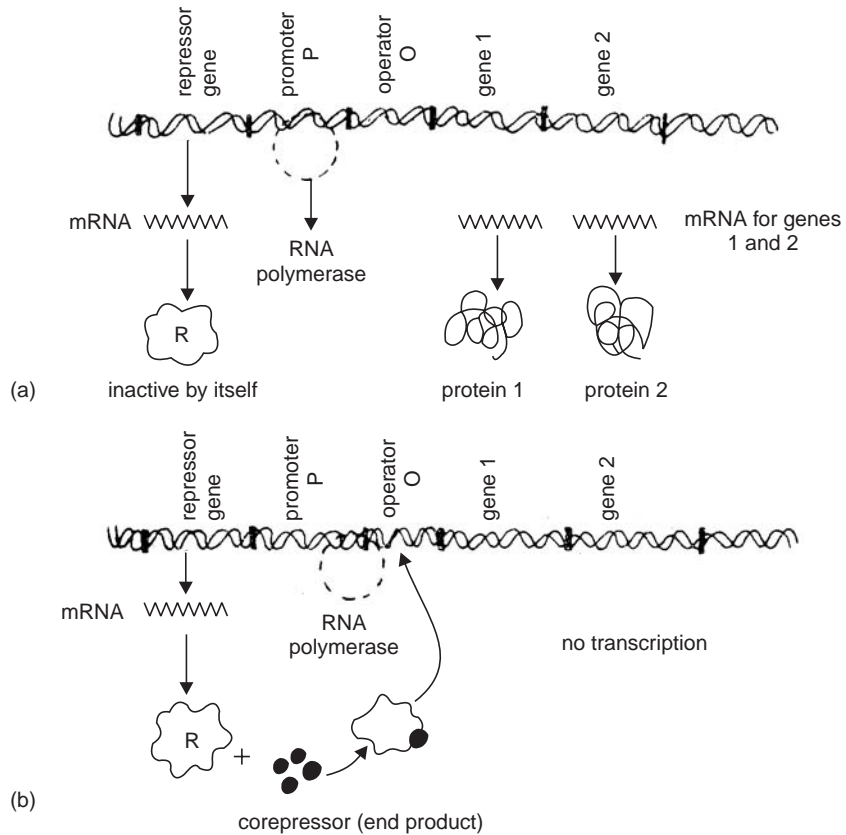 repressor
gene
promoter
P
operator
O
gene 1
gene 2
mRNA
RNA
polymerase
mRNA for genes
1 and 2
R
(a)
inactive by itself
protein 1
protein 2
repressor
gene
promoter
P
operator
O
gene 1
gene 2
mRNA
RNA
polymerase
no transcription
R
+
(b)
corepressor (end product)